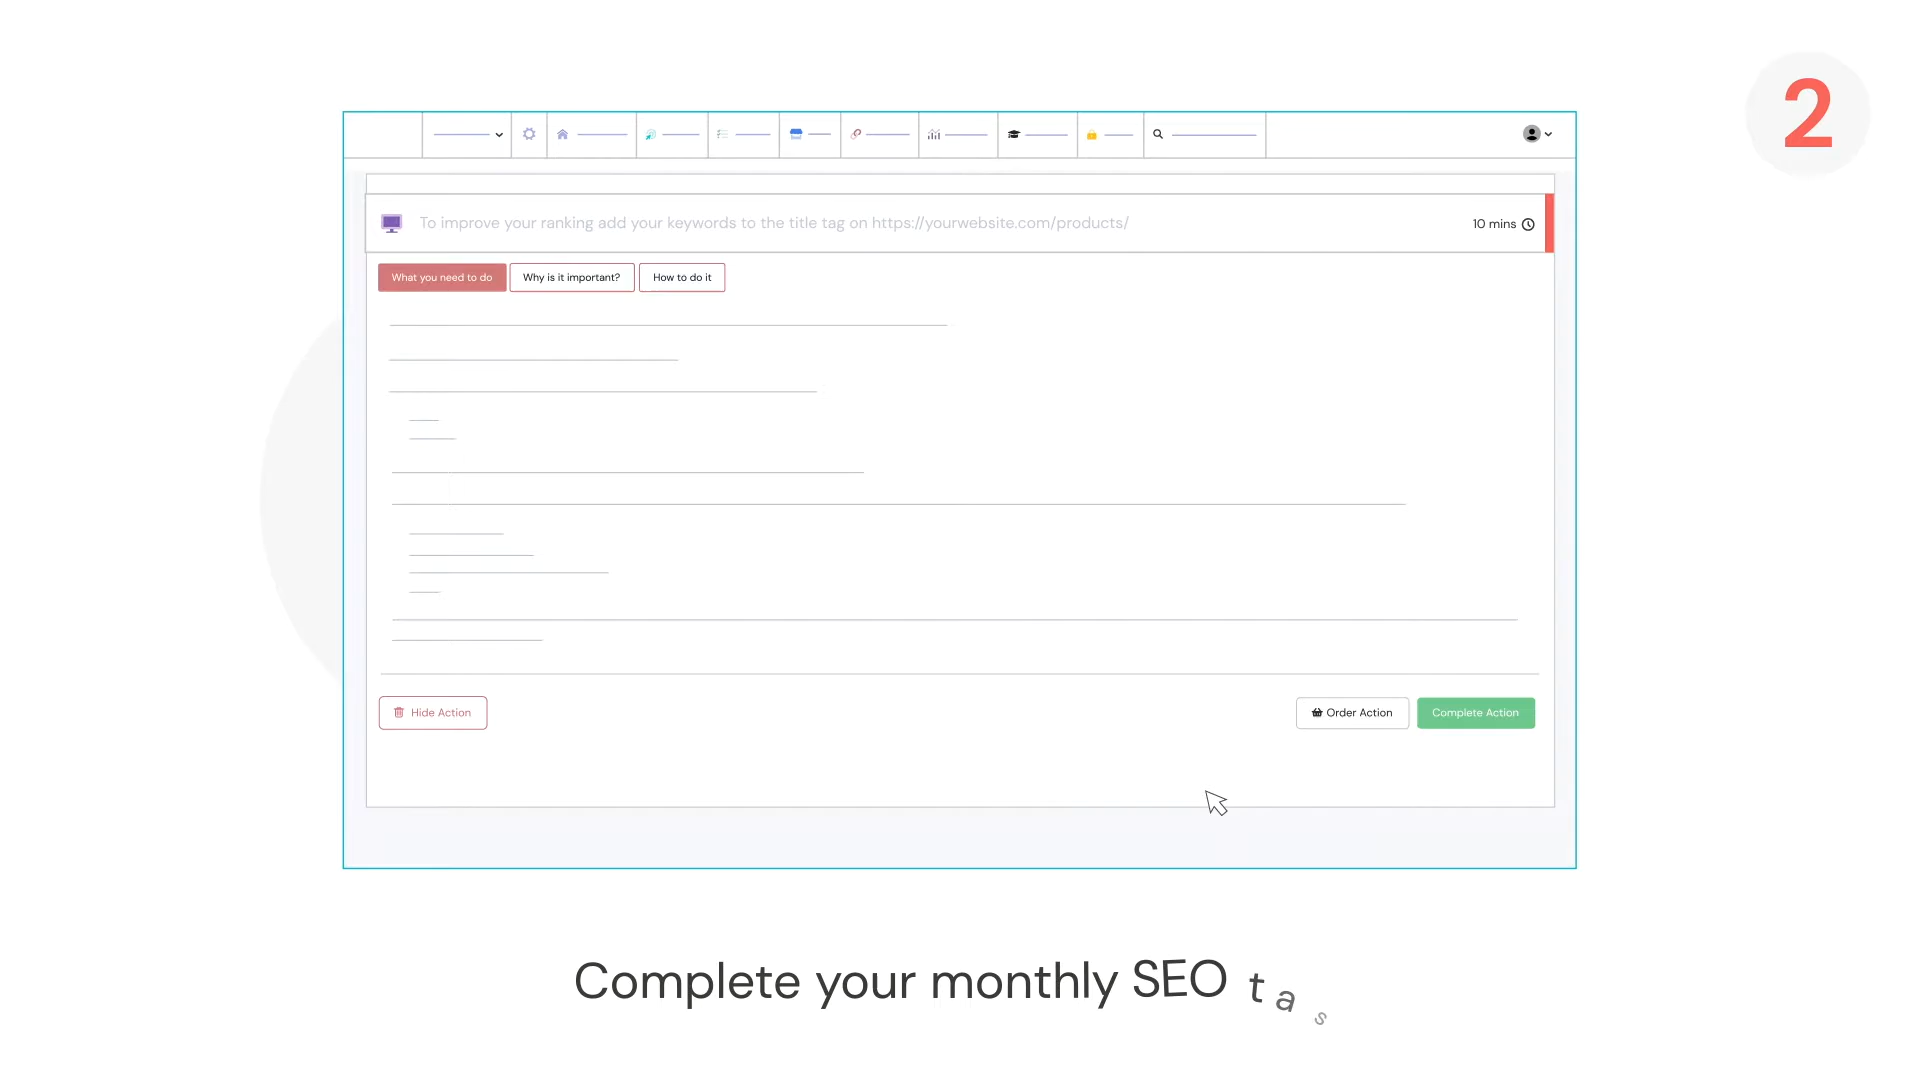 2
To improve your ranking add your keywords to the title tag on https://yourwebsite.com/products/
10 mins
What you need to do
Why is it important?
How to do it
Hide Action
Order Action
Complete Action
Complete your monthly SEO tas